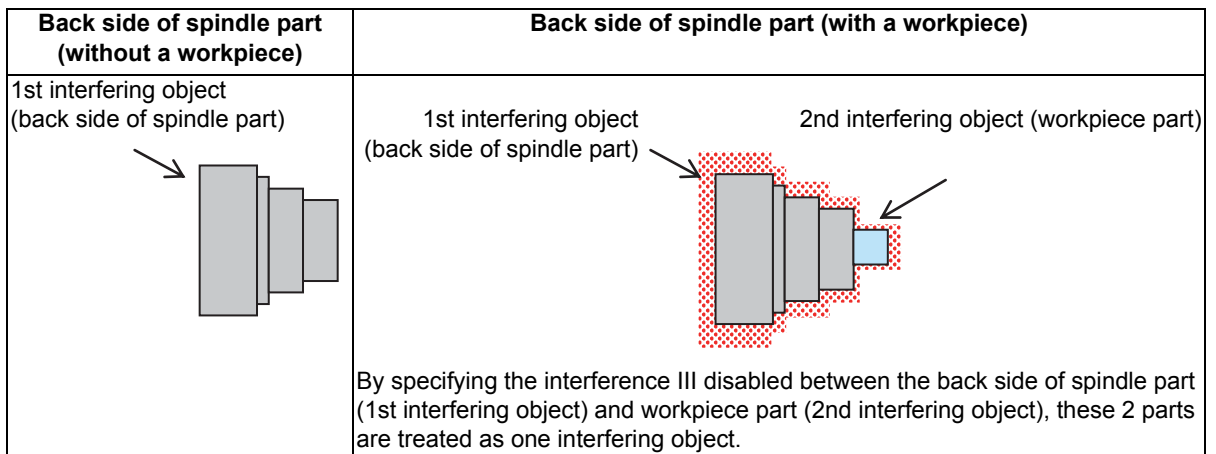 Back side of spindle part
(without a workpiece)
Back side of spindle part (with a workpiece)
1st interfering object
(back side of spindle part)
1st interfering object
(back side of spindle part)
2nd interfering object (workpiece part)
By specifying the interference III disabled between the back side of spindle part
(1st interfering object) and workpiece part (2nd interfering object), these 2 parts
are treated as one interfering object.